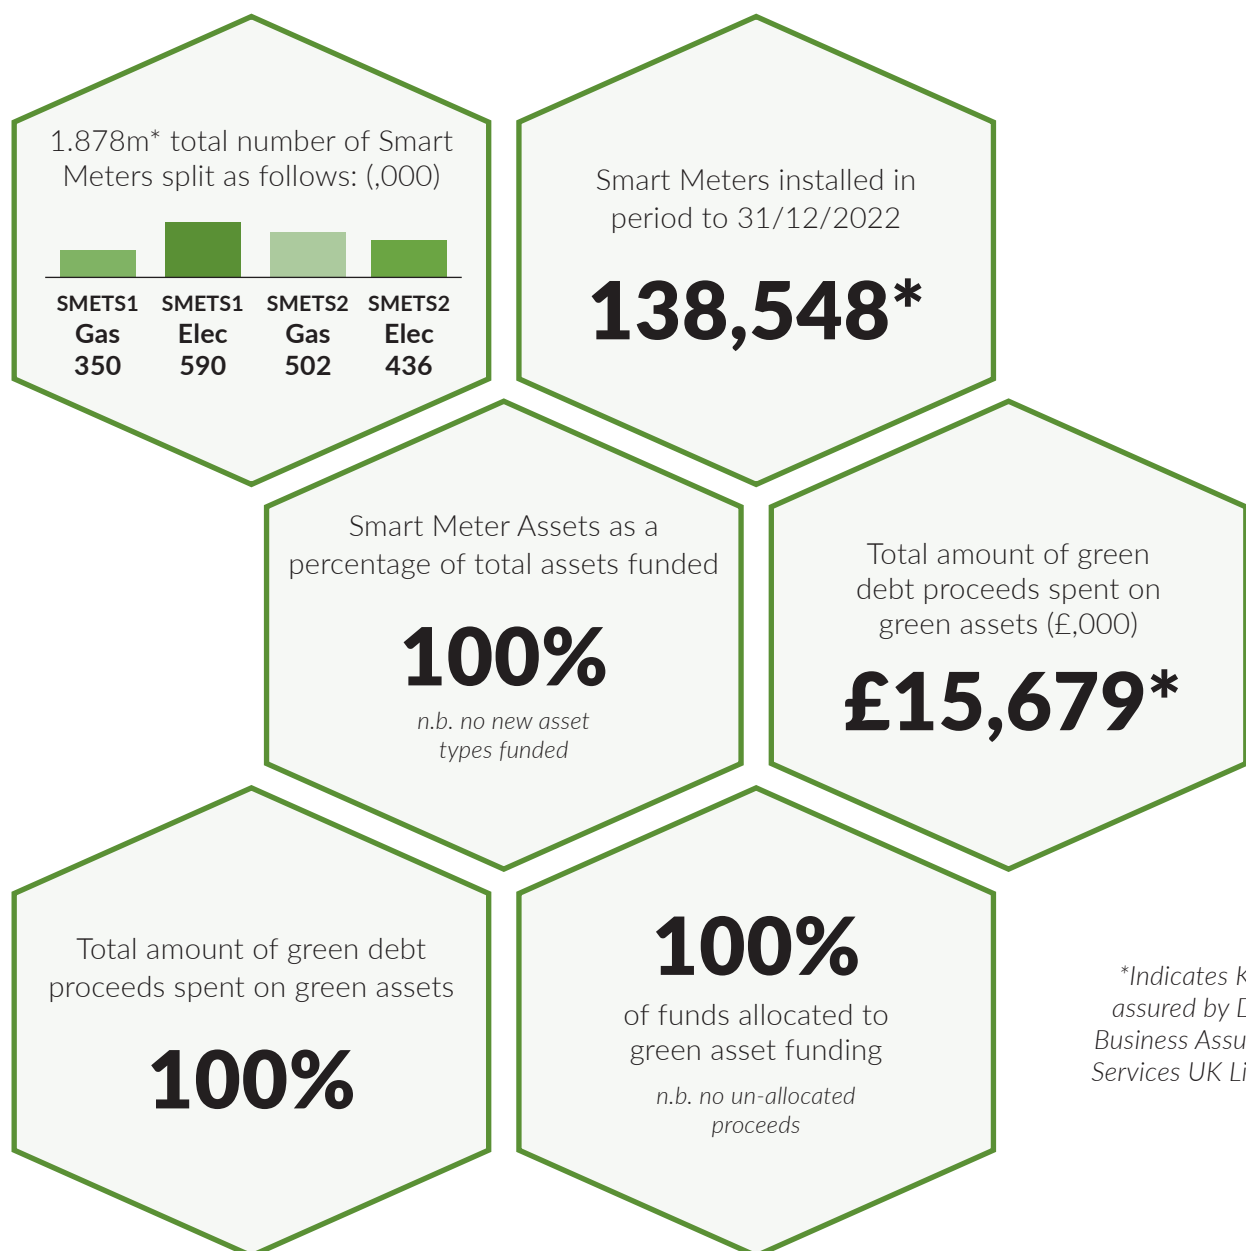 1.878m* total number of Smart
Meters split as follows: (,000)
SMETS1 SMETS1 SMETS2 SMETS2
Gas Elec Gas Elec
350 590 502 436
Smart Meters installed in
period to 31/12/2022
138,548*
Smart Meter Assets as a
percentage of total assets funded
100%
n.b. no new asset
types funded
Total amount of green
debt proceeds spent on
green assets (£,000)
£15,679*
Total amount of green debt
proceeds spent on green assets
100%
100%
of funds allocated to
green asset funding
n.b. no un-allocated
proceeds
*Indicates
assured by
Business
Services UK